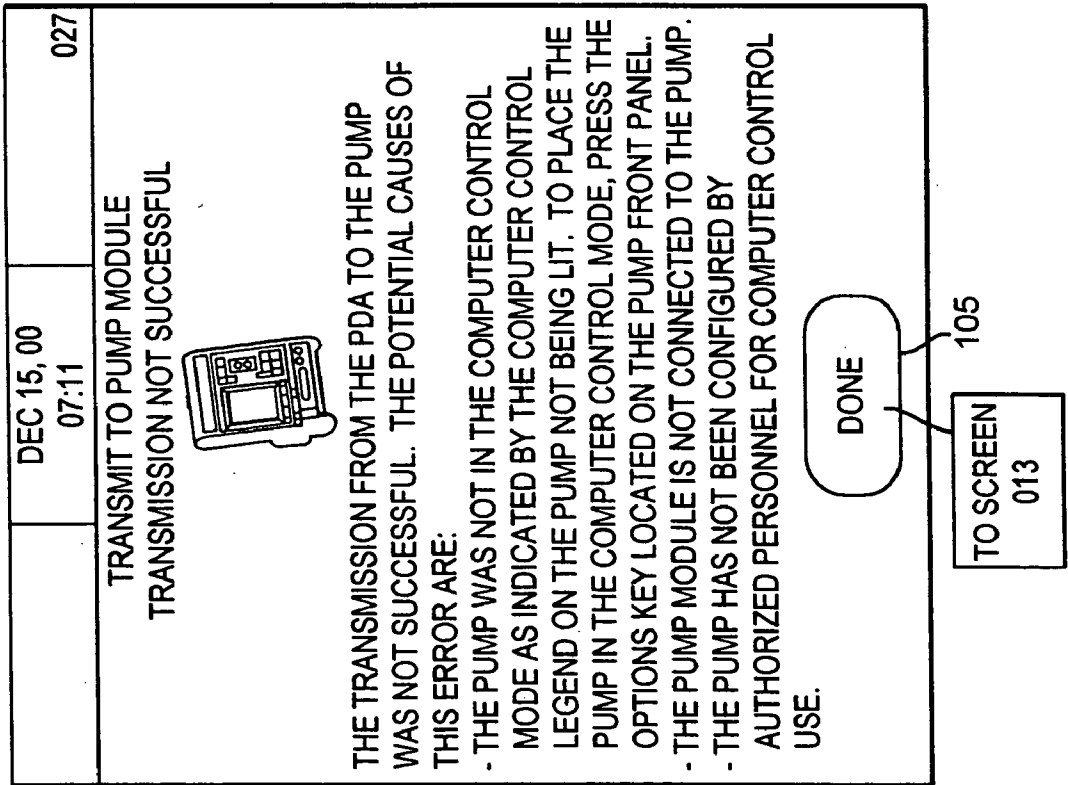 DEC 15, 00
07:11
027
TRANSMIT TO PUMP MODULE
TRANSMISSION NOT SUCCESSFUL
THE TRANSMISSION FROM THE PDA TO THE PUMP
WAS NOT SUCCESSFUL. THE POTENTIAL CAUSES OF
THIS ERROR ARE:
- THE PUMP WAS NOT IN THE COMPUTER CONTROL
MODE AS INDICATED BY THE COMPUTER CONTROL
LEGEND ON THE PUMP NOT BEING LIT. TO PLACE THE
PUMP IN THE COMPUTER CONTROL MODE, PRESS THE
OPTIONS KEY LOCATED ON THE PUMP FRONT PANEL.
- THE PUMP MODULE IS NOT CONNECTED TO THE PUMP.
- THE PUMP HAS NOT BEEN CONFIGURED BY
AUTHORIZED PERSONNEL FOR COMPUTER CONTROL
USE.
DONE
105
TO SCREEN
013